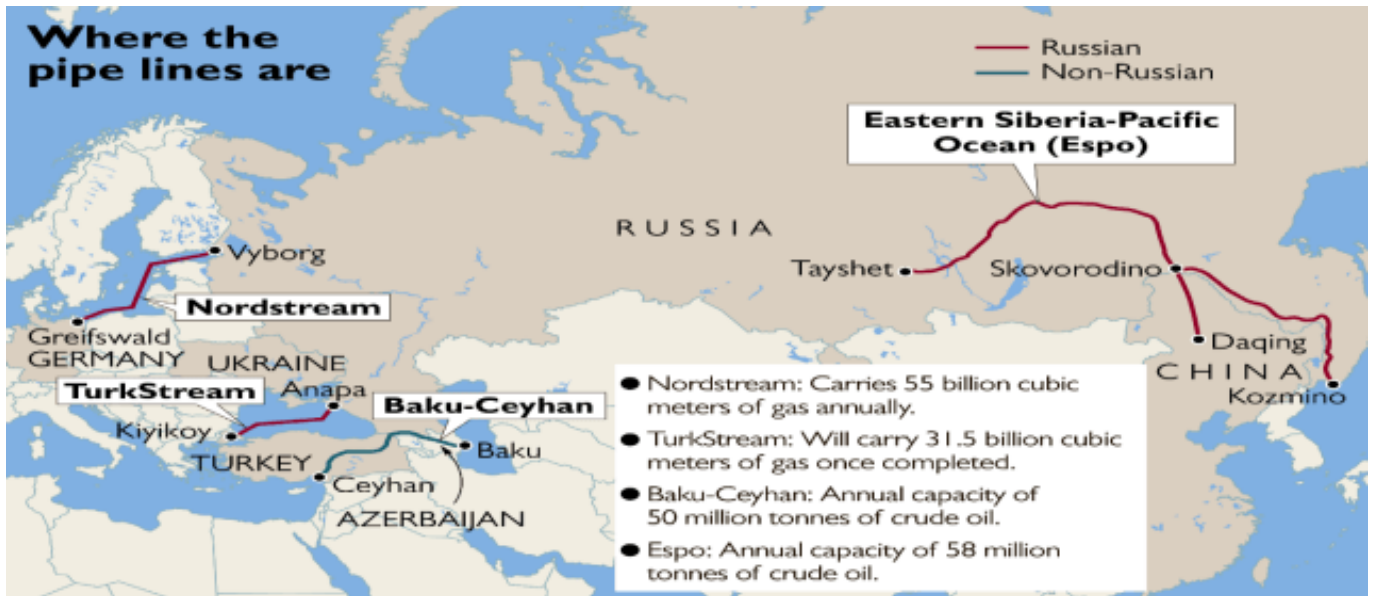 Where the
pipe lines are
Russian
Non-Russian
Eastern Siberia-Pacific
Ocean (Espo)
RUSSIA
Vyborg
Tayshet
Skovorodino
Nordstream
Greifswald
GERMANY
UKRAINE
Daqing
CHINA
TurkStream
Anapa
Baku-Ceyhan
Kozmino
Kiyikoy
Baku
TURKEY
Ceyhan
AZERBAIJAN
● Nordstream: Carries 55 billion cubic
meters of gas annually.
● TurkStream: Will carry 31.5 billion cubic
meters of gas once completed.
● Baku-Ceyhan: Annual capacity of
50 million tonnes of crude oil.
● Espo: Annual capacity of 58 million
tonnes of crude oil.